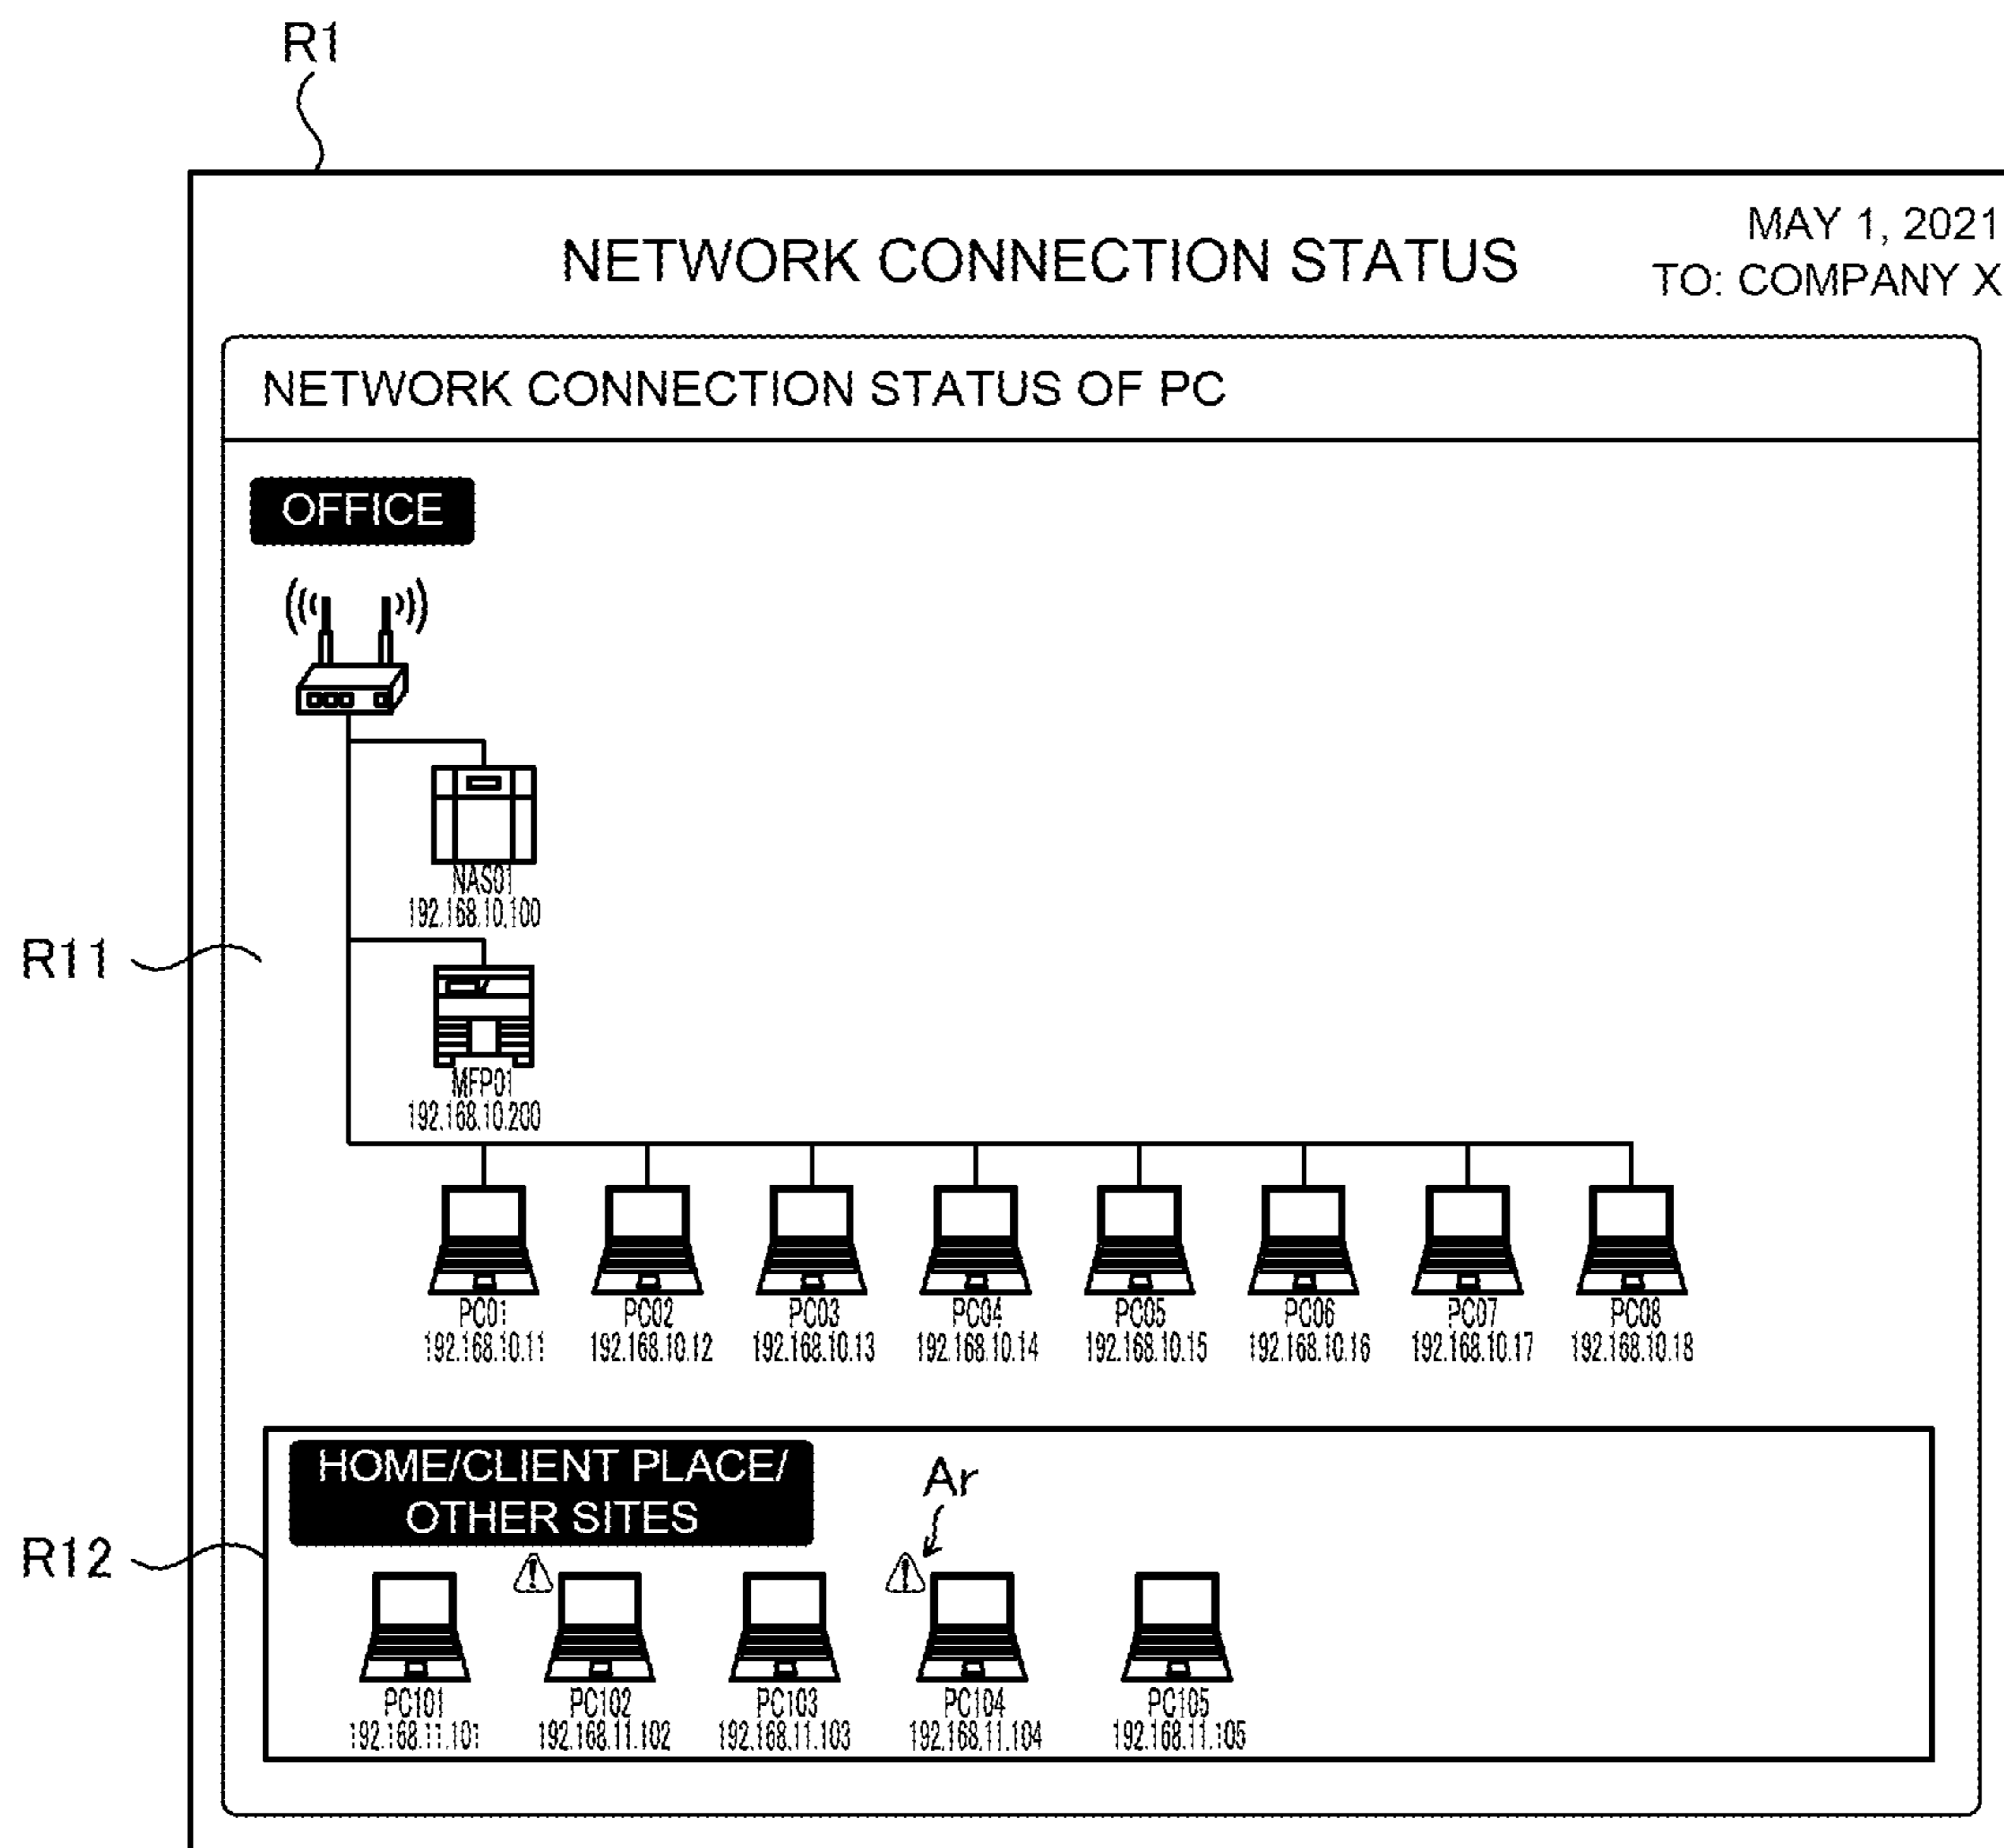 R1
MAY 1, 2021
NETWORK CONNECTION STATUS
TO: COMPANY X
NETWORK CONNECTION STATUS OF PC
OFFICE
NAS01
192.168.10.100
R11
MFP01
192.168.10.200
PC01 PC02 PC03 PC04 PC05 PC06 PC07 PC08
192.168.10.11 192.168.10.12 192.168.10.13 192.168.10.14 192.168.10.15 192.168.10.16 192.168.10.17 192.168.10.18
HOME/CLIENT PLACE/
OTHER SITES
Ar
R12
PC101 PC102 PC103 PC104 PC105
192.168.11.101 192.168.11.102 192.168.11.103 192.168.11.104 192.168.11.105